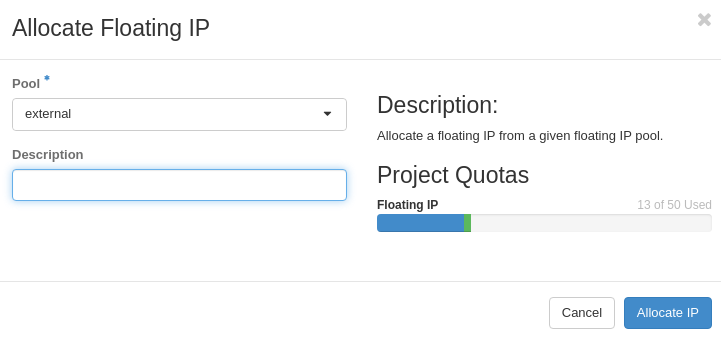 Allocate Floating IP
Pool *
external
Description
Description:
Allocate a floating IP from a given floating IP pool.
Project Quotas
Floating IP 13 of 50 Used
Cancel Allocate IP